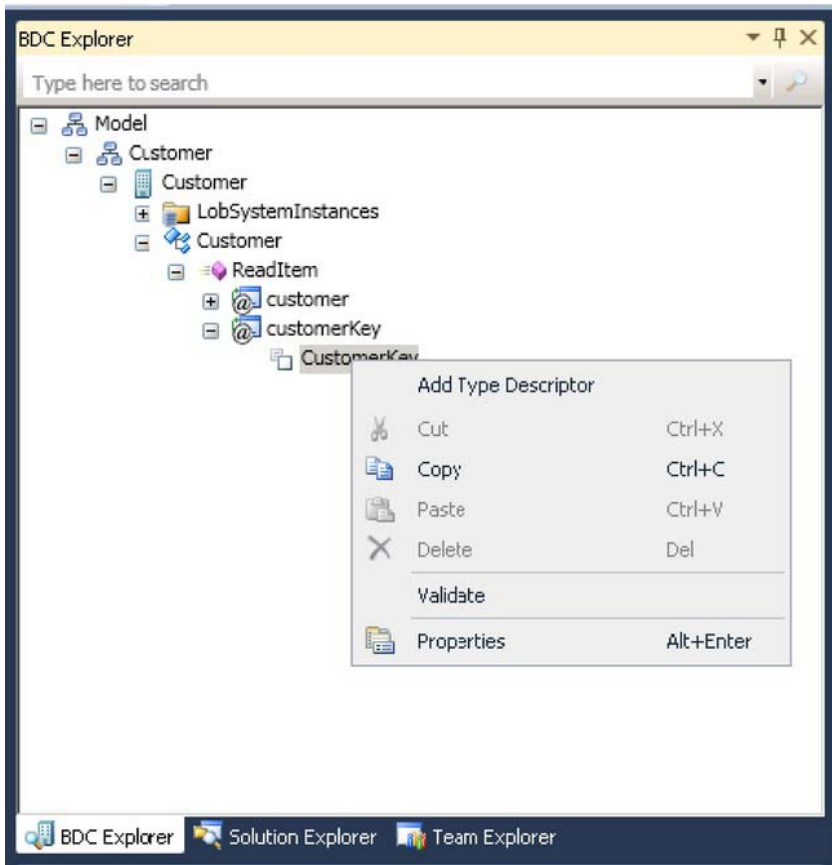 BDC Explorer
Type here to search
Model
Customer
Customer
LobSystemInstances
Customer
ReadItem
customer
customerKey
CustomerKey
Add Type Descriptor
Cut Ctrl+X
Copy Ctrl+C
Paste Ctrl+V
Delete Del
Validate
Properties Alt+Enter
BDC Explorer Solution Explorer Team Explorer